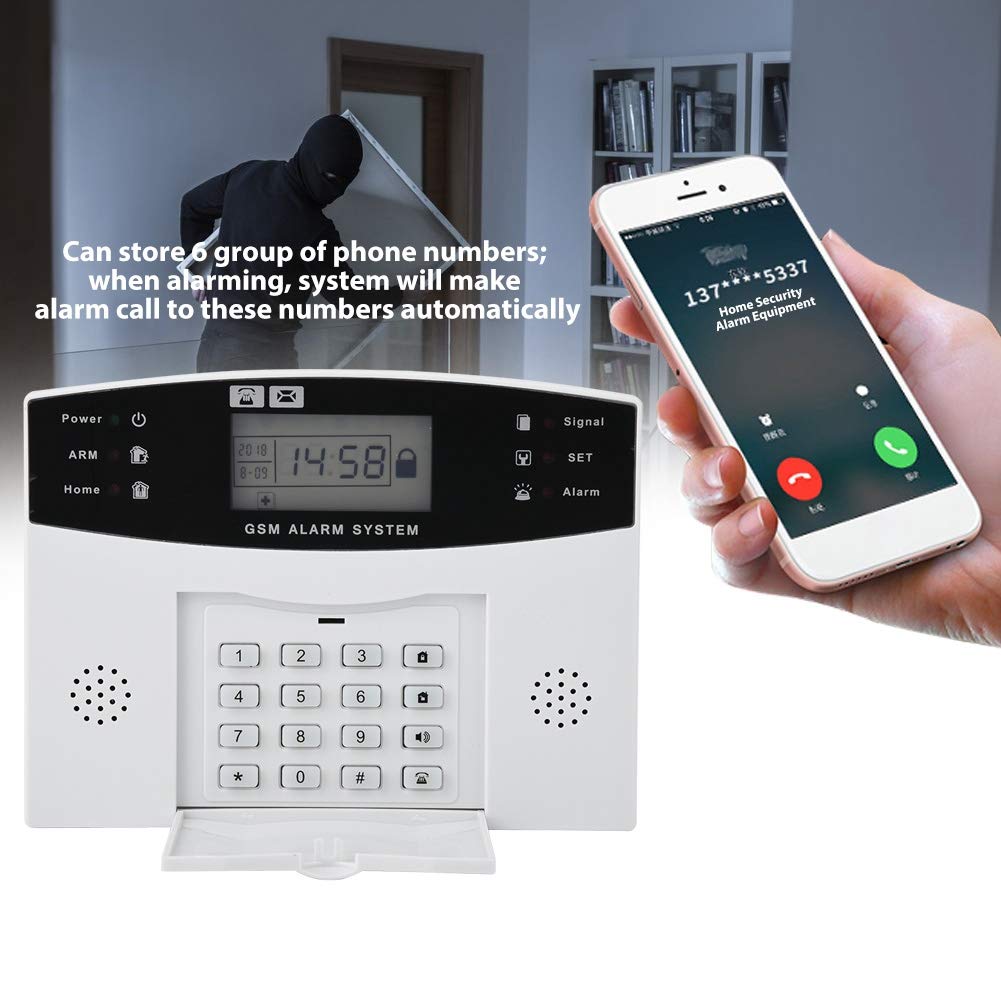 Can store 6 group of phone numbers;
when alarming, system will make
alarm call to these numbers automatically
8:26
137****5337
Home Security
Alarm Equipment
Power
ARM
Home
2018
8-09
14:58
Signal
SET
Alarm
GSM ALARM SYSTEM
1 2 3
4 5 6
7 8 9
* 0 #